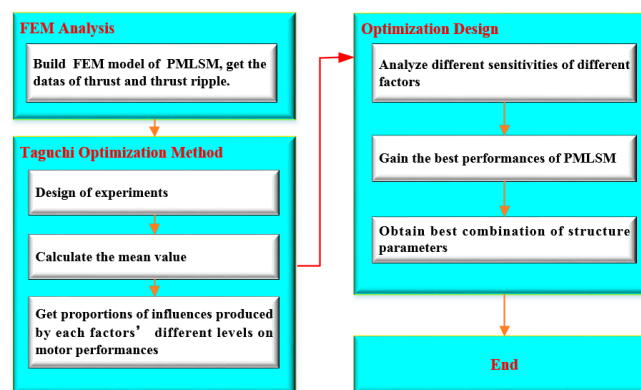 FEM Analysis
Build FEM model of PMLSM, get the
datas of thrust and thrust ripple.
Taguchi Optimization Method
Design of experiments
Calculate the mean value
Get proportions of influences produced
by each factors’ different levels on
motor performances
Optimization Design
Analyze different sensitivities of different
factors
Gain the best performances of PMLSM
Obtain best combination of structure
parameters
End